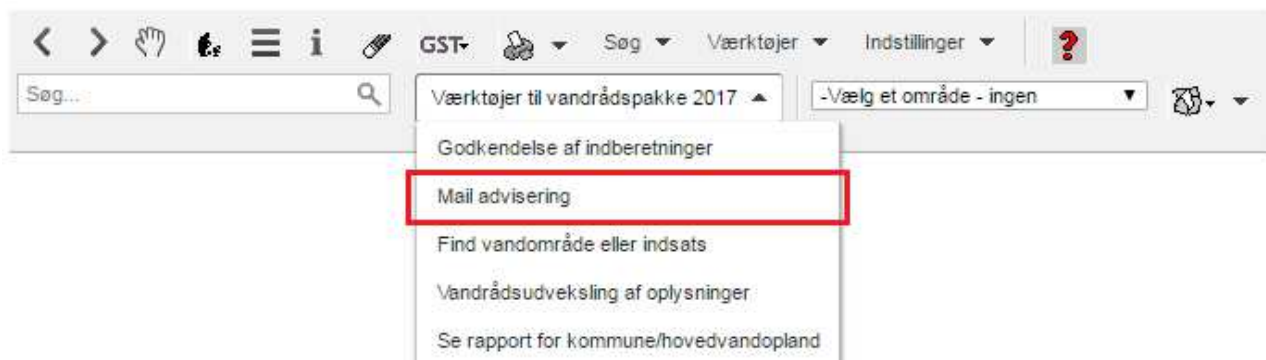 GST Søg Værktøjer Indstillinger ?
Søg... Værktøjer til vandrådspakke 2017 -Vælg et område - ingen
Godkendelse af indberetninger
Mail advisering
Find vandområde eller indsats
Vandrådsudveksling af oplysninger
Se rapport for kommune/hovedvandopland